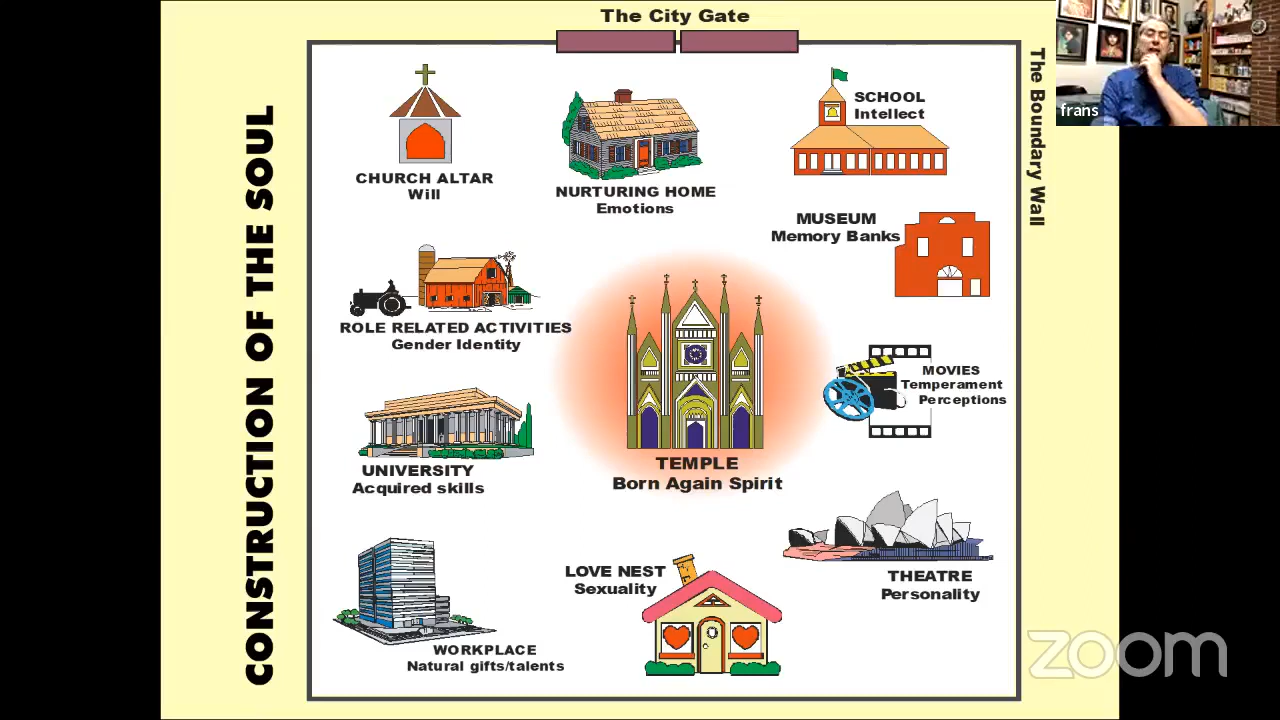 The City Gate
The Boundary Wall
CONSTRUCTION OF THE SOUL
frans
CHURCH ALTAR
Will
NURTURING HOME
Emotions
SCHOOL
Intellect
MUSEUM
Memory Banks
ROLE RELATED ACTIVITIES
Gender Identity
MOVIES
Temperament
Perceptions
UNIVERSITY
Acquired skills
TEMPLE
Born Again Spirit
THEATRE
Personality
LOVE NEST
Sexuality
WORKPLACE
Natural gifts/talents
zoom